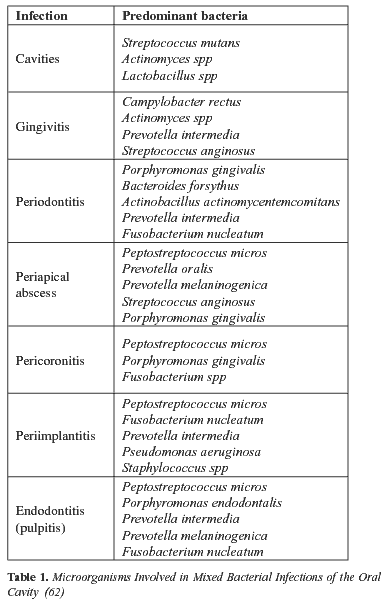 Infection Predominant bacteria
Cavities
Streptococcus mutans
Actinomyces spp
Lactobacillus spp
Gingivitis
Campylobacter rectus
Actinomyces spp
Prevotella intermedia
Streptococcus anginosus
Periodontitis
Porphyromonas gingivalis
Bacteroides forsythus
Actinobacillus actinomycentemcomitans
Prevotella intermedia
Fusobacterium nucleatum
Periapical
abscess
Peptostreptococcus micros
Prevotella oralis
Prevotella melaninogenica
Streptococcus anginosus
Porphyromonas gingivalis
Pericoronitis
Peptostreptococcus micros
Porphyromonas gingivalis
Fusobacterium spp
Periimplantitis
Peptostreptococcus micros
Fusobacterium nucleatum
Prevotella intermedia
Pseudomonas aeruginosa
Staphylococcus spp
Endodontitis
(pulpitis)
Peptostreptococcus micros
Porphyromonas endodontalis
Prevotella intermedia
Prevotella melaninogenica
Fusobacterium nucleatum
Table 1. Microorganisms Involved in Mixed Bacterial Infections of the Oral
Cavity (62)